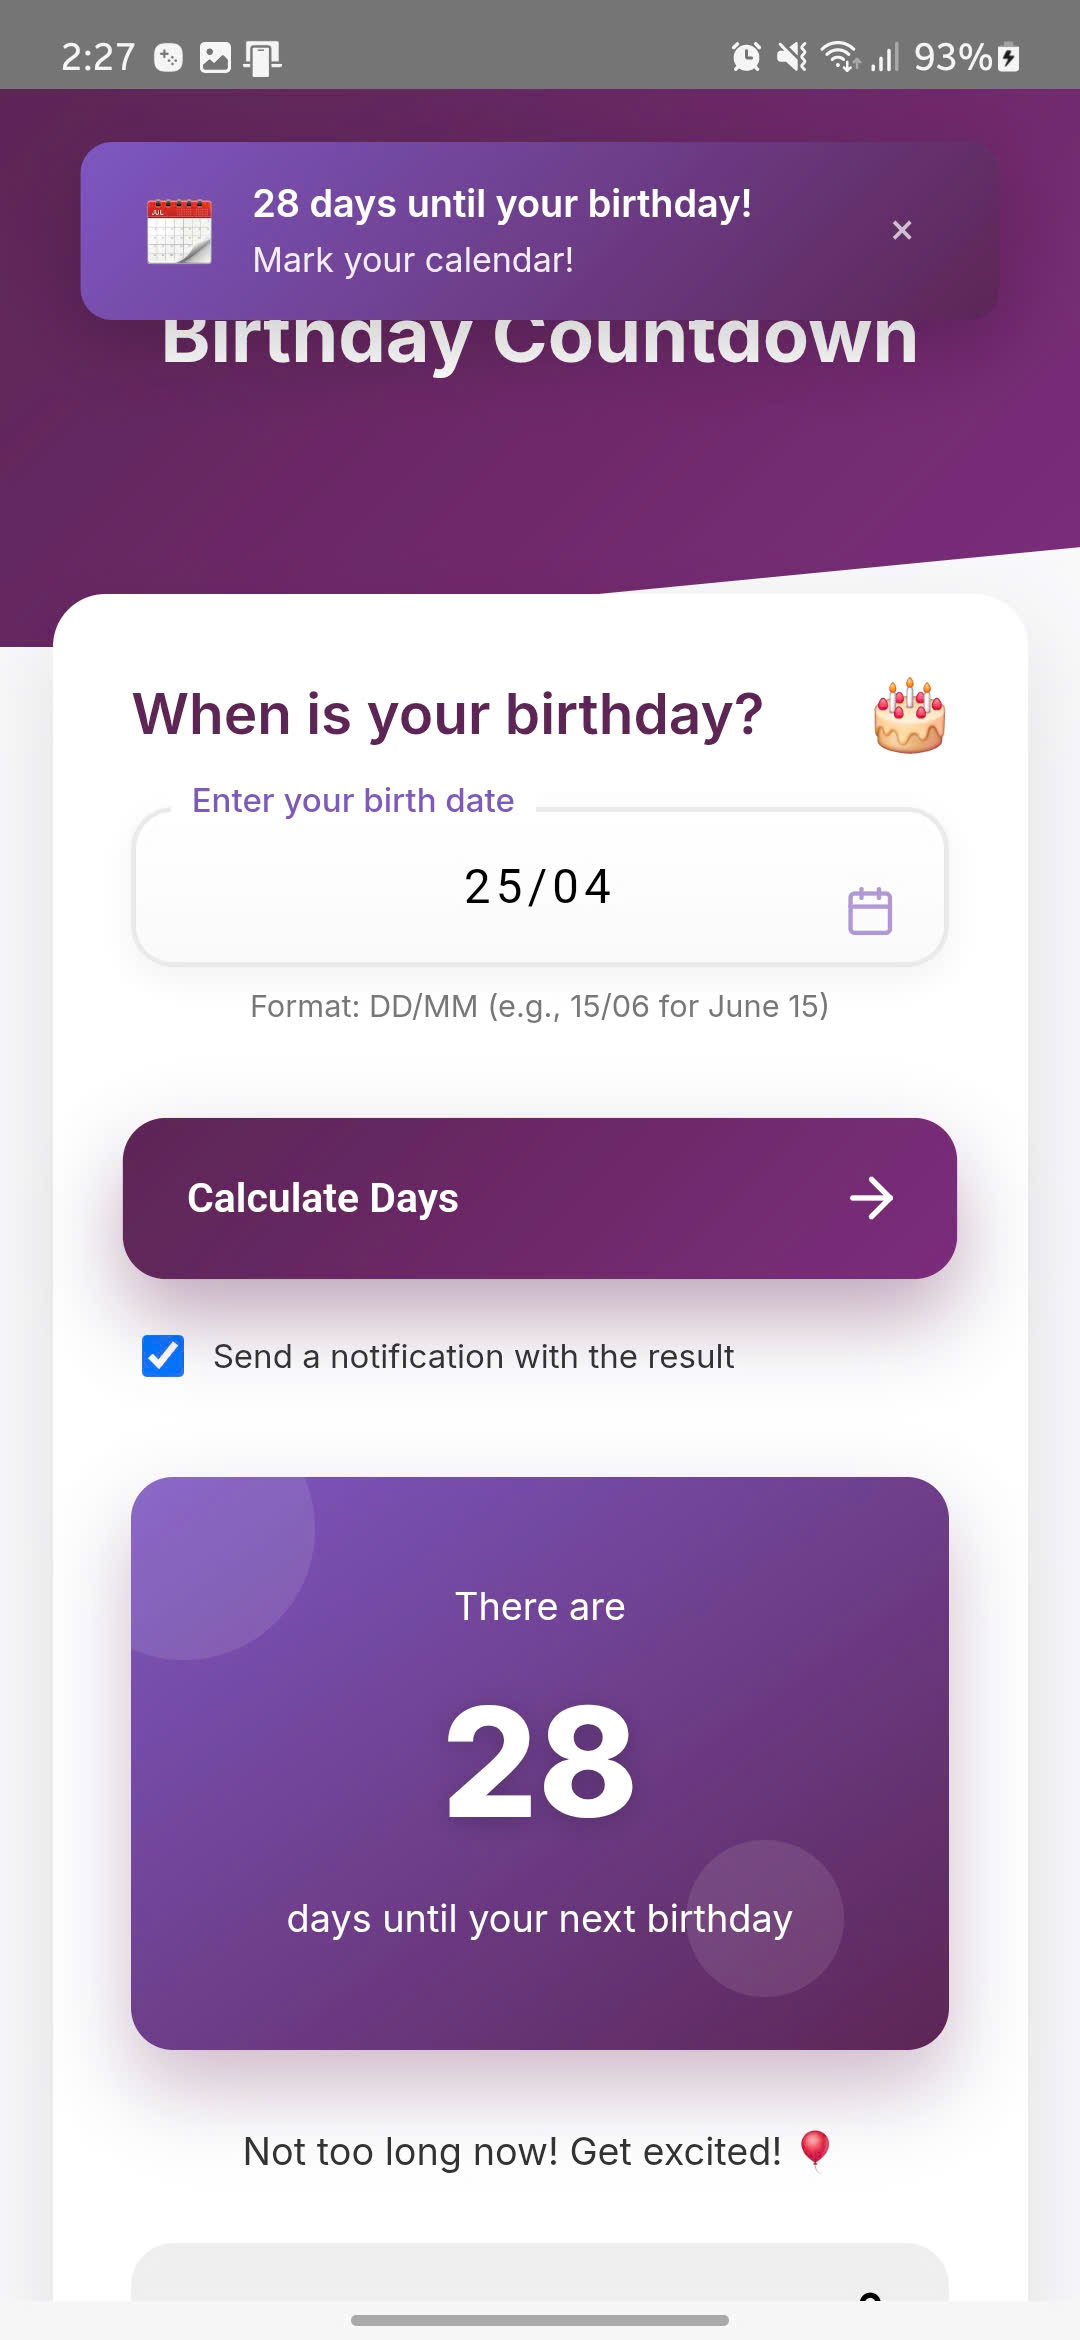 2:27
93%
28 days until your birthday!
Mark your calendar!
Birthday Countdown
When is your birthday?
Enter your birth date
25/04
Format: DD/MM (e.g., 15/06 for June 15)
Calculate Days
Send a notification with the result
There are
28
days until your next birthday
Not too long now! Get excited! 🎈